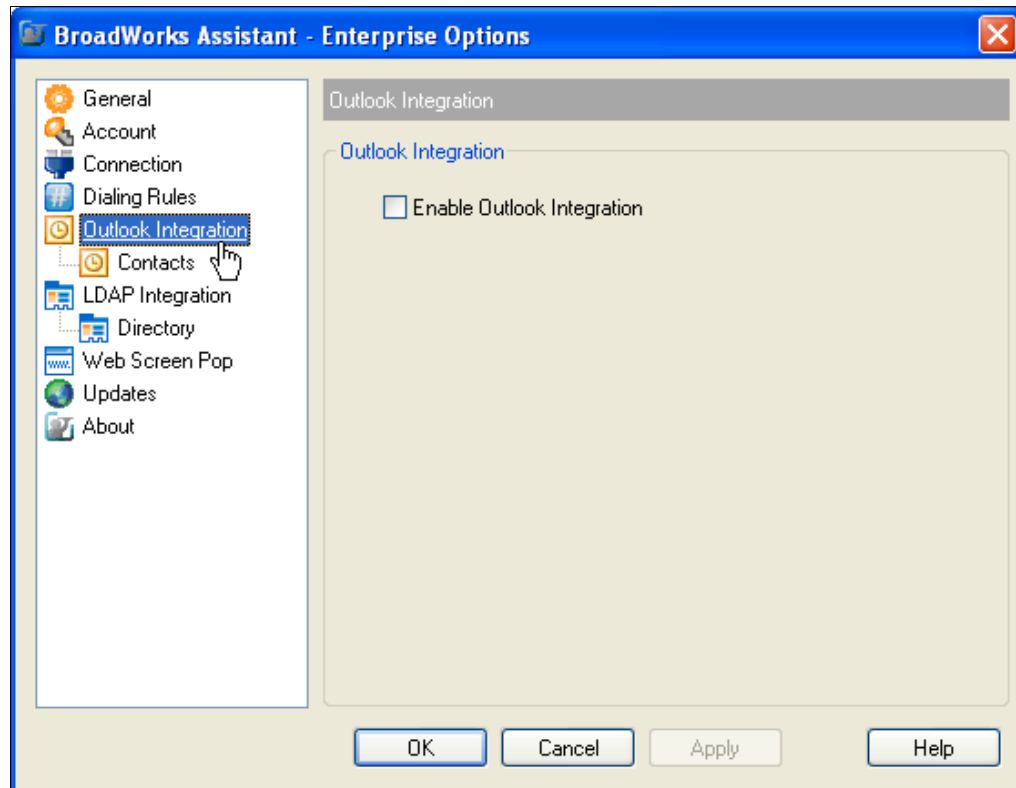 BroadWorks Assistant - Enterprise Options
General
Account
Connection
#
Dialing Rules
Outlook Integration
Contacts
LDAP Integration
Directory
www.
Web Screen Pop
Updates
About
Outlook Integration
Outlook Integration
Enable Outlook Integration
OK
Cancel
Apply
Help